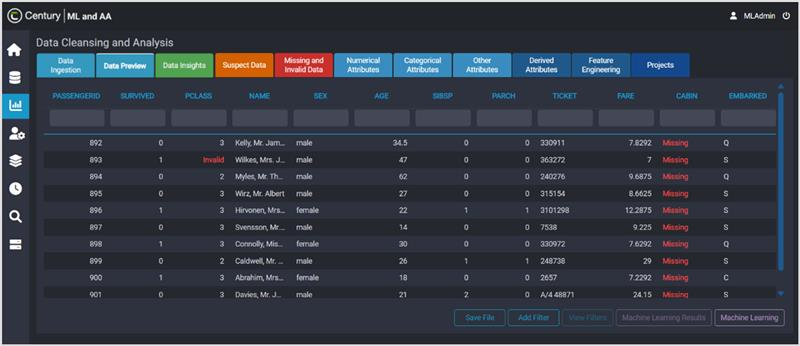 Century | ML and AA
MLAdmin
Data Cleansing and Analysis
Data Ingestion Data Preview Data Insights Suspect Data Missing and Invalid Data Numerical Attributes Categorical Attributes Other Attributes Derived Attributes Feature Engineering Projects
PASSENGERID SURVIVED PCLASS NAME SEX AGE SIBSP PARCH TICKET FARE CABIN EMBARKED
892 0 3 Kelly, Mr. Jam... male 34.5 0 0 330911 7.8292 Missing Q
893 1 Invalid Wilkes, Mrs. J... male 47 0 0 363272 7 Missing S
894 0 2 Myles, Mr. Th... male 62 0 0 240276 9.6875 Missing Q
895 0 3 Wirz, Mr. Albert male 27 0 0 315154 8.6625 Missing S
896 1 3 Hirvonen, Mrs... female 22 1 1 3101298 12.2875 Missing S
897 0 3 Svensson, Mr.... male 14 0 0 7538 9.225 Missing S
898 1 3 Connolly, Mis... female 30 0 0 330972 7.6292 Missing Q
899 0 2 Caldwell, Mr. ... male 26 1 1 248738 29 Missing S
900 1 3 Abrahim, Mrs... female 18 0 0 2657 7.2292 Missing C
901 0 3 Davies, Mr. J... male 21 2 0 A/4 48871 24.15 Missing S
Save File Add Filter View Filters Machine Learning Results Machine Learning